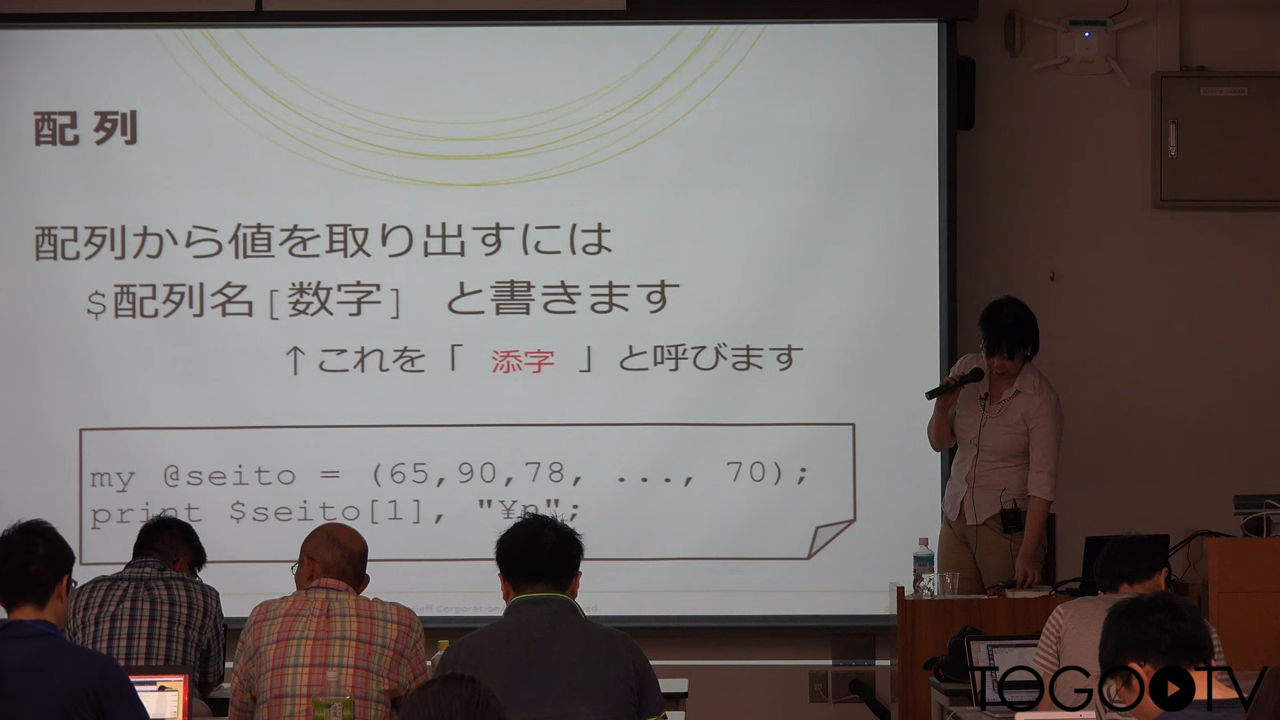 配列
配列から値を取り出すには
$配列名[数字] と書きます
↑これを「 添字 」と呼びます
my @seito = (65,90,78, ..., 70);
print $seito[1], "¥n";
TOGOTV